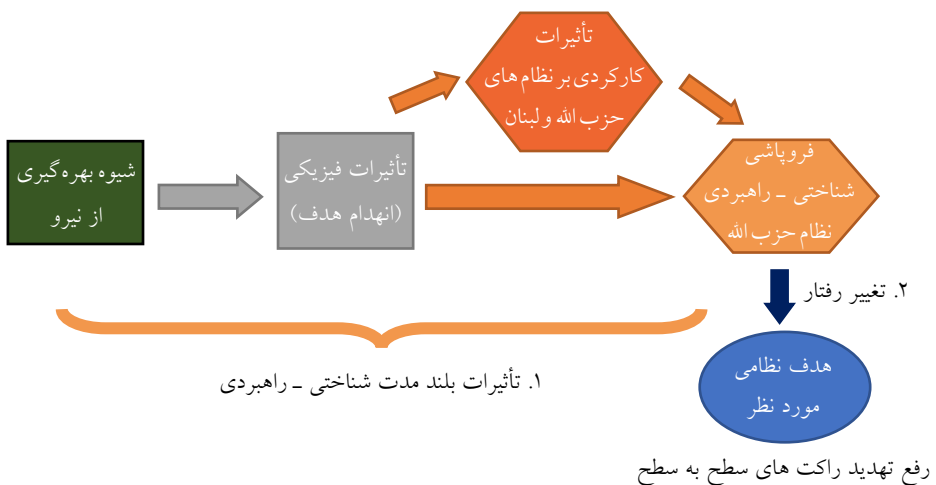 تأثیرات
کارکردی بر نظام های
حزب الله و لبنان
شیوه بهره‌گیری
از نیرو
تأثیرات فیزیکی
(انهدام هدف)
فروپاشی
شناختی ـ راهبردی
نظام حزب الله
۲. تغییر رفتار
هدف نظامی
مورد نظر
۱. تأثیرات بلند مدت شناختی ـ راهبردی
رفع تهدید راکت های سطح به سطح